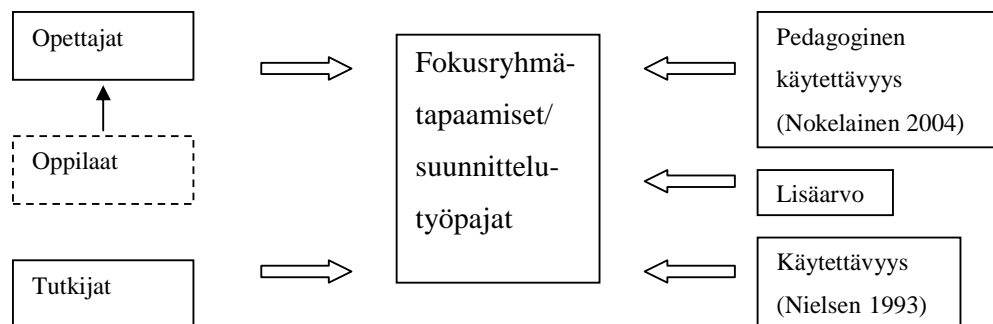 Opettajat
Oppilaat
Tutkijat
Fokusryhmä-
tapaamiset/
suunnittelu-
työpajat
Pedagoginen
käytettävyys
(Nokelainen 2004)
Lisäarvo
Käytettävyys
(Nielsen 1993)